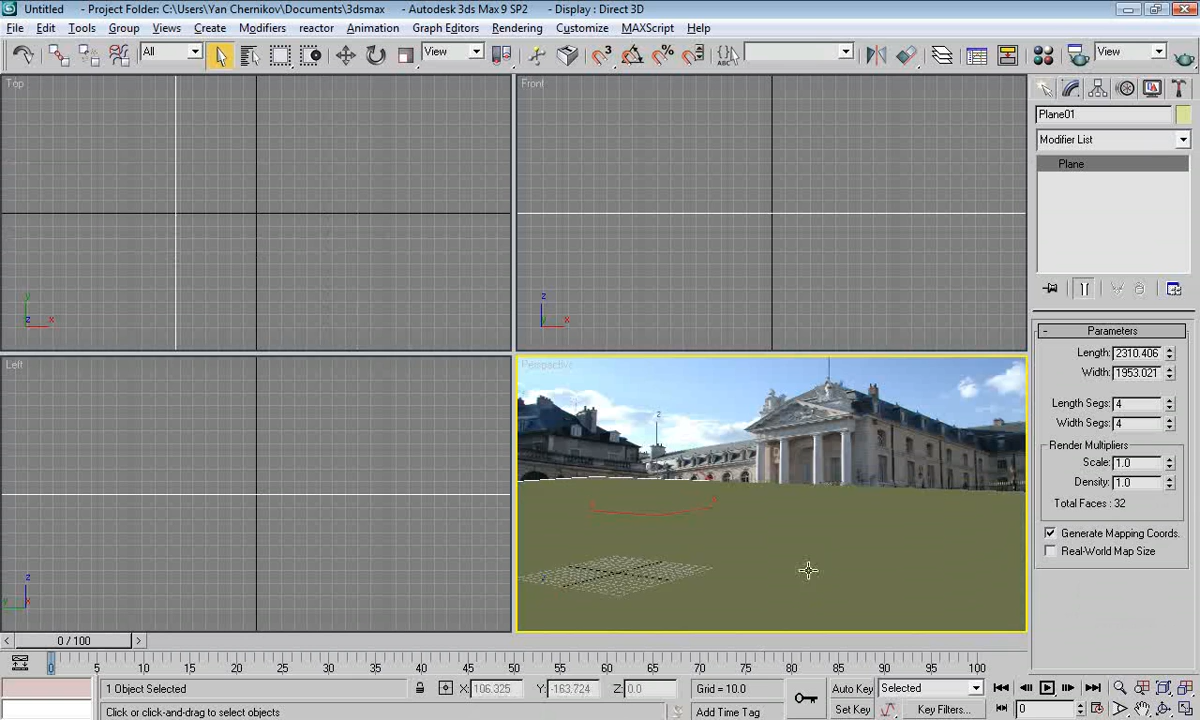 Untitled - Project Folder: C:\Users\Yan Chernikov\Documents\3dsmax - Autodesk 3ds Max 9 SP2 - Display : Direct 3D
File Edit Tools Group Views Create Modifiers reactor Animation Graph Editors Rendering Customize MAXScript Help
All View View
Top
Front
Left
Perspective
z
y
z
x
z
y
x
z
y
x
z
Plane01
Modifier List
Plane
- Parameters
Length: 2310.406
Width: 1953.021
Length Segs: 4
Width Segs: 4
Render Multipliers
Scale: 1.0
Density: 1.0
Total Faces : 32
Generate Mapping Coords.
Real-World Map Size
< 0 / 100 >
0 5 10 15 20 25 30 35 40 45 50 55 60 65 70 75 80 85 90 95 100
1 Object Selected X: 106.325 Y: -163.724 Z: 0.0 Grid = 10.0 Auto Key Selected
Click or click-and-drag to select objects Add Time Tag Set Key Key Filters... 0